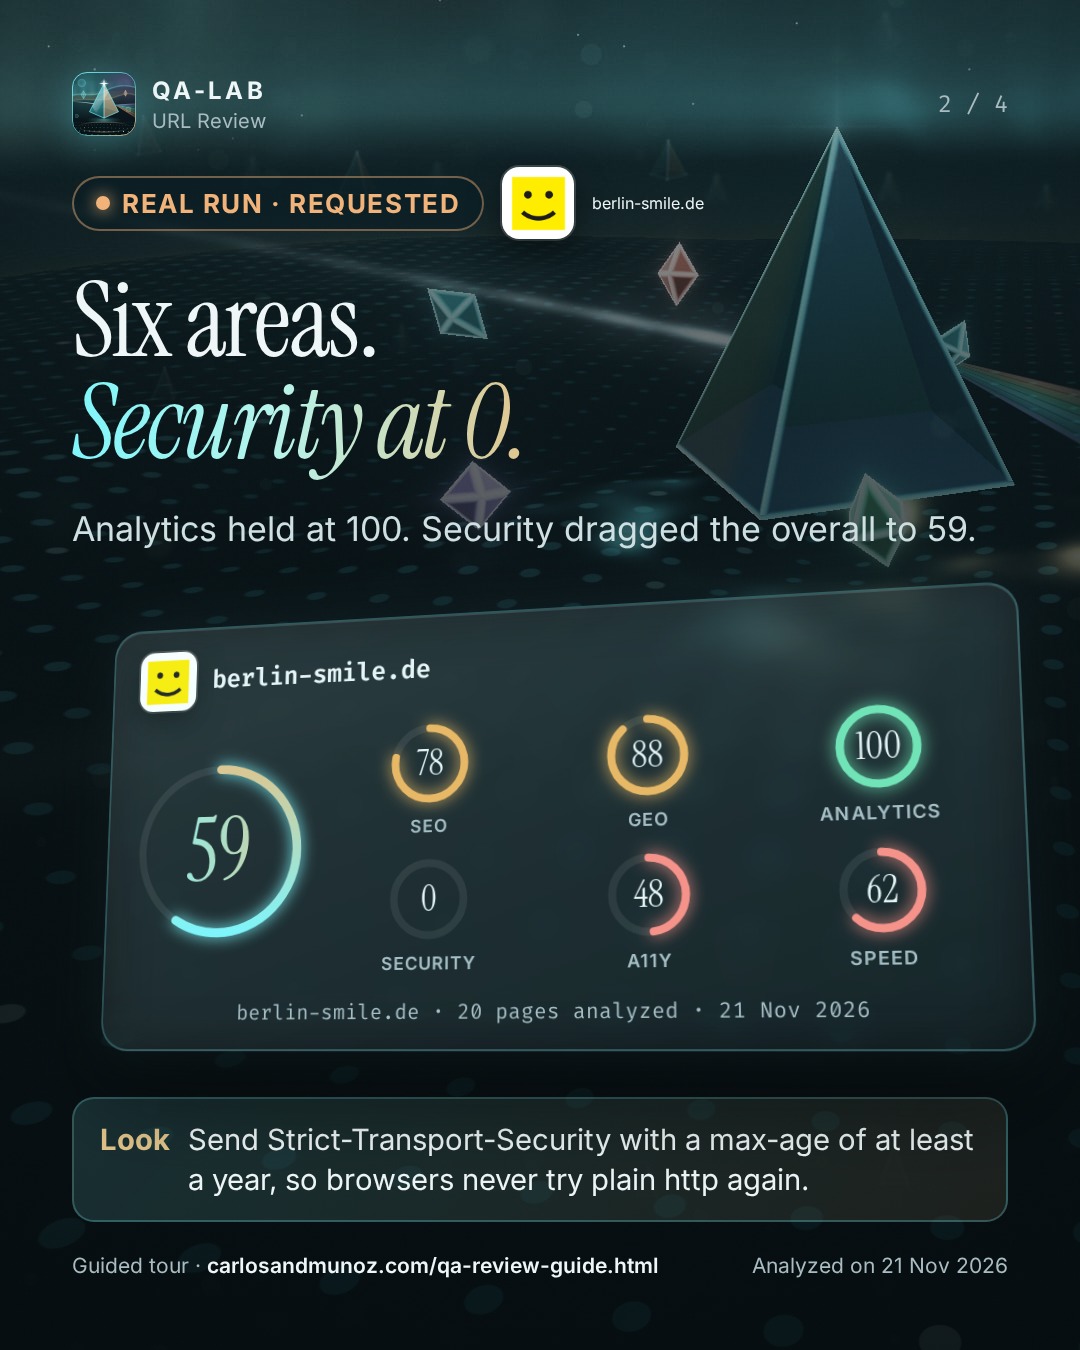 QA-LAB
URL Review
2 / 4
REAL RUN · REQUESTED
berlin-smile.de
Six areas.
Security at 0.
Analytics held at 100. Security dragged the overall to 59.
berlin-smile.de
59
78
SEO
88
GEO
100
ANALYTICS
0
SECURITY
48
A11Y
62
SPEED
berlin-smile.de · 20 pages analyzed · 21 Nov 2026
Look Send Strict-Transport-Security with a max-age of at least
a year, so browsers never try plain http again.
Guided tour · carlosandmunoz.com/qa-review-guide.html
Analyzed on 21 Nov 2026